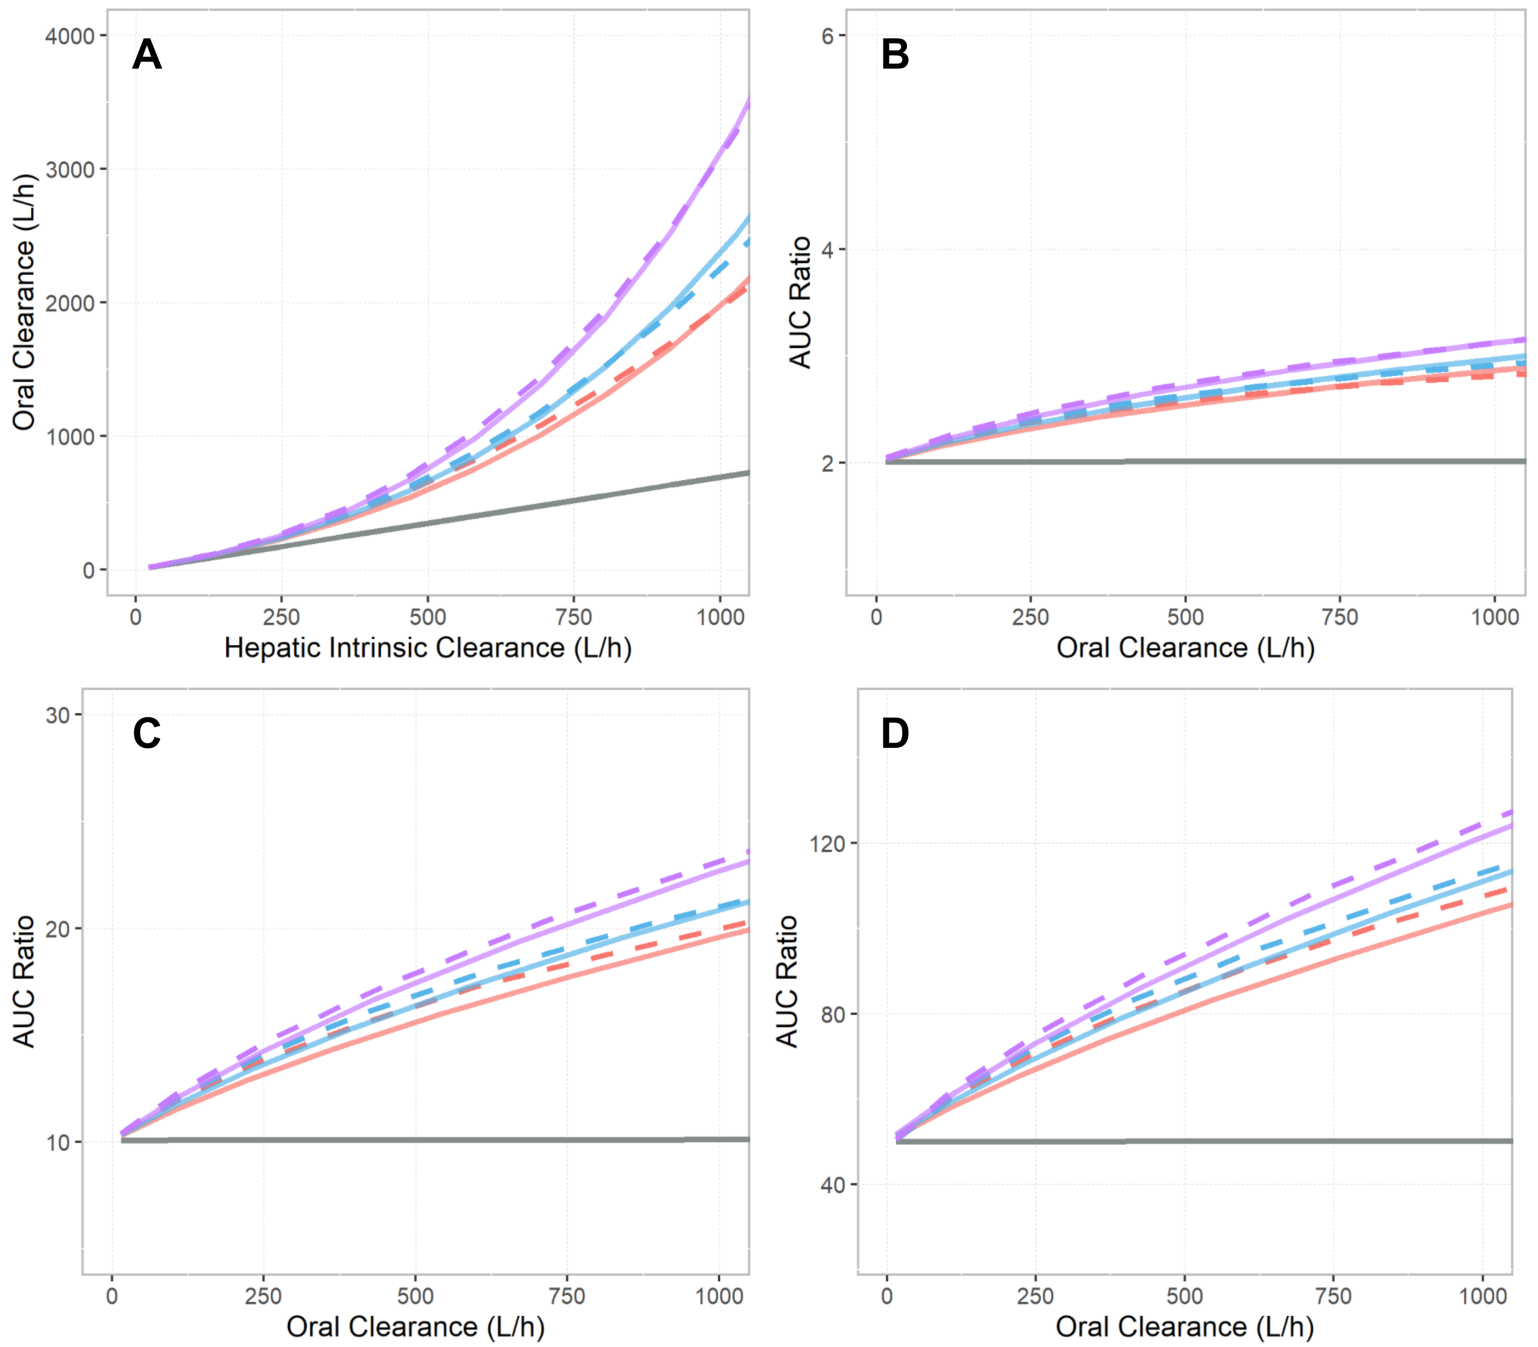 A
4000
3000
2000
1000
0
Oral Clearance (L/h)
0 250 500 750 1000
Hepatic Intrinsic Clearance (L/h)
B
6
4
2
AUC Ratio
0 250 500 750 1000
Oral Clearance (L/h)
C
30
20
10
AUC Ratio
0 250 500 750 1000
Oral Clearance (L/h)
D
120
80
40
AUC Ratio
0 250 500 750 1000
Oral Clearance (L/h)